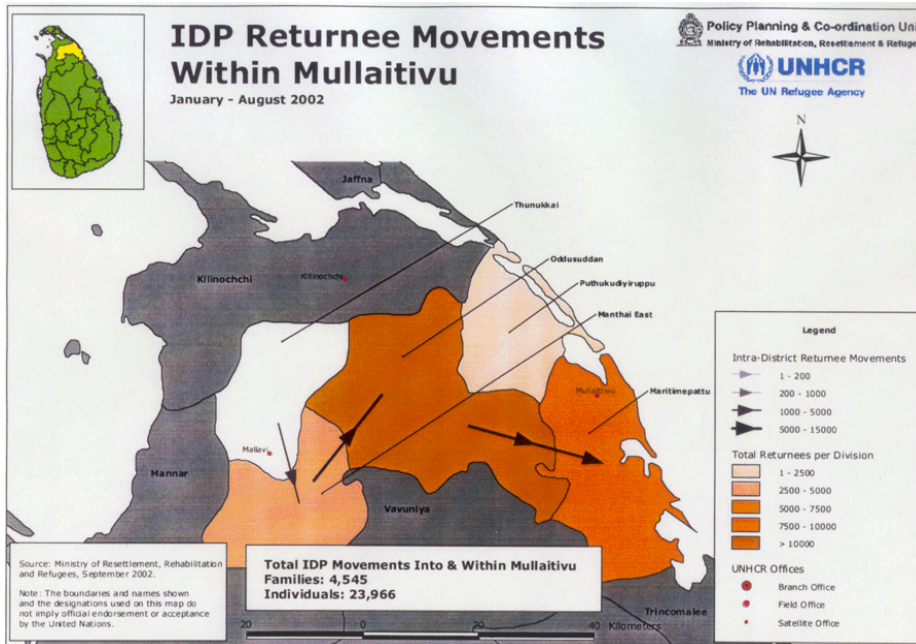 IDP Returnee Movements
Within Mullaitivu
January - August 2002
Policy Planning & Co-ordination Uni
Ministry of Rehabilitation, Resettlement & Refuge
UNHCR
The UN Refugee Agency
N
Jaffna
Thunukkai
Oddusuddan
Puthukudiyiruppu
Manthai East
Kilinochchi
Kilinochchi
Mullaitivu
Maritimepattu
Mallavi
Mannar
Vavuniya
Trincomalee
Legend
Intra-District Returnee Movements
1 - 200
200 - 1000
1000 - 5000
5000 - 15000
Total Returnees per Division
1 - 2500
2500 - 5000
5000 - 7500
7500 - 10000
> 10000
UNHCR Offices
Branch Office
Field Office
Satellite Office
Source: Ministry of Resettlement, Rehabilitation
and Refugees, September 2002.
Note: The boundaries and names shown
and the designations used on this map do
not imply official endorsement or acceptance
by the United Nations.
Total IDP Movements Into & Within Mullaitivu
Families: 4,545
Individuals: 23,966
20 0 20 40 Kilometers